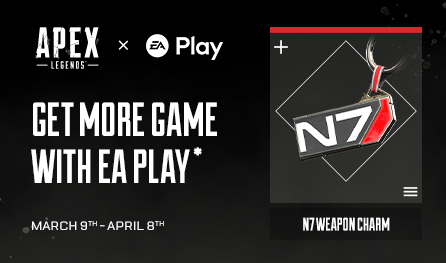 APEX
LEGENDS
× EA Play
GET MORE GAME
WITH EA PLAY*
MARCH 9TH - APRIL 8TH
N7
N7 WEAPON CHARM